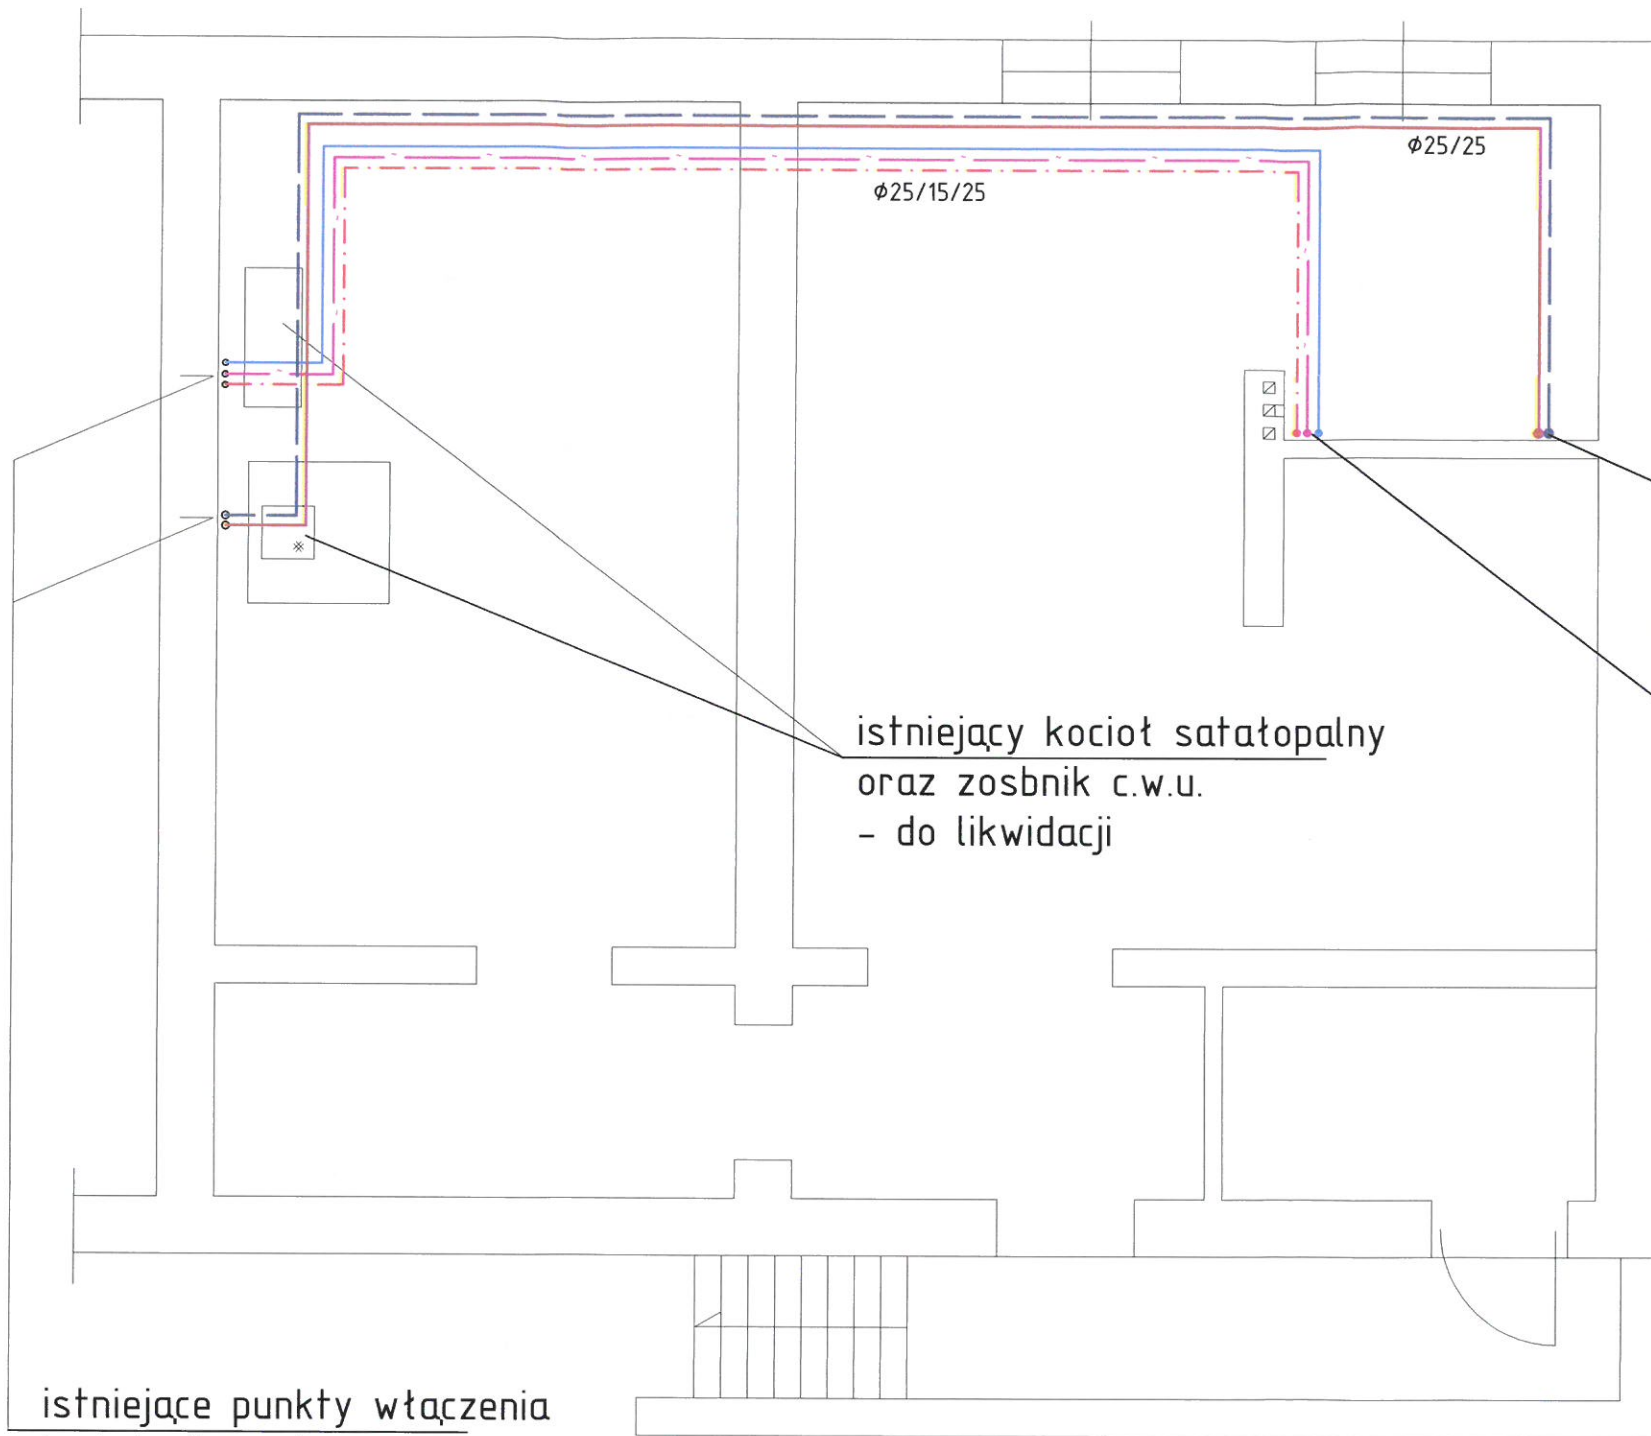 φ25/25
φ25/15/25
istniejący kocioł satałopalny
oraz zosbnik c.w.u.
- do likwidacji
istniejące punkty włączenia